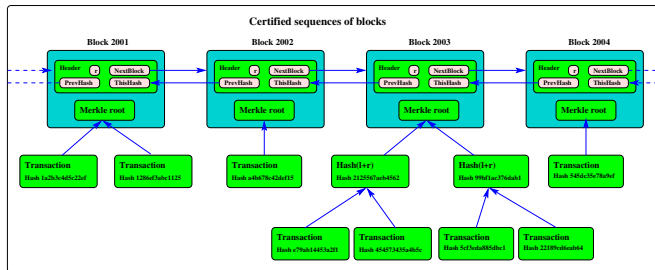 Certified sequences of blocks
Block 2001
Block 2002
Block 2003
Block 2004
Header
r
NextBlock
PrevHash
ThisHash
Merkle root
Header
r
NextBlock
PrevHash
ThisHash
Merkle root
Header
r
NextBlock
PrevHash
ThisHash
Merkle root
Header
r
NextBlock
PrevHash
ThisHash
Merkle root
Transaction
Hash 1a2b3c4d5c22ef
Transaction
Hash 1286ef3abc1125
Transaction
Hash a4b678c42def15
Hash(l+r)
Hash 2125567acb4562
Hash(l+r)
Hash 99bf1ac376dab1
Transaction
Hash 545dc35e78a9ef
Transaction
Hash c79ab14453a2f1
Transaction
Hash 454573435a4b5c
Transaction
Hash 5cf3eda885dbc1
Transaction
Hash 22189cd6eab64